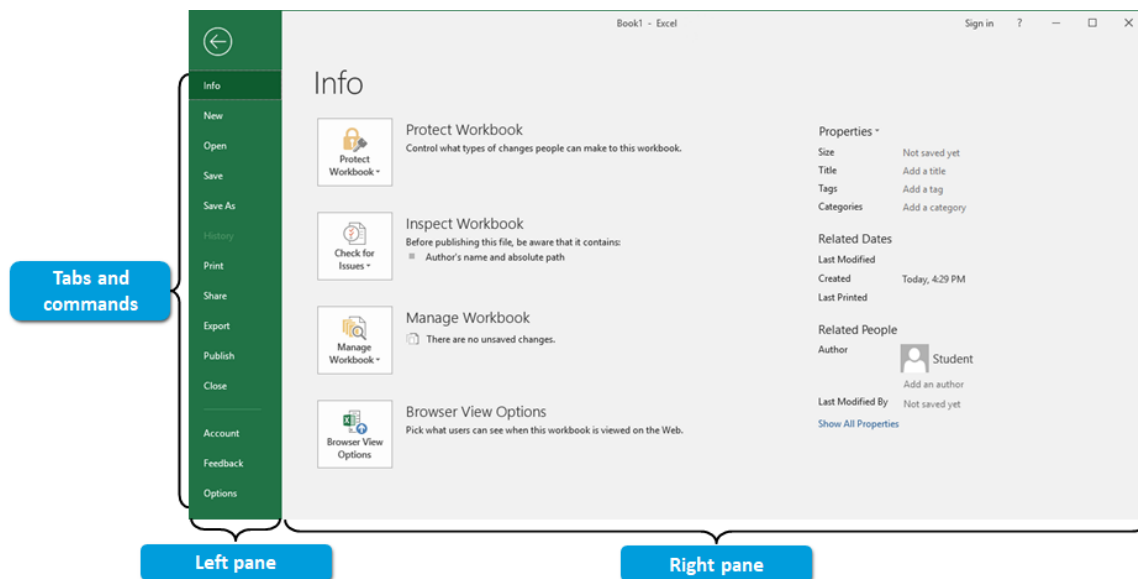 Book1 - Excel
Sign in ?
Info
New
Open
Save
Save As
History
Print
Share
Export
Publish
Close
Account
Feedback
Options
Tabs and
commands
Left pane
Info
Protect
Workbook
Protect Workbook
Control what types of changes people can make to this workbook.
Check for
Issues
Inspect Workbook
Before publishing this file, be aware that it contains:
Author's name and absolute path
Manage
Workbook
Manage Workbook
There are no unsaved changes.
Browser View
Options
Browser View Options
Pick what users can see when this workbook is viewed on the Web.
Properties
Size Not saved yet
Title Add a title
Tags Add a tag
Categories Add a category
Related Dates
Last Modified
Created Today, 4:29 PM
Last Printed
Related People
Author Student
Add an author
Last Modified By Not saved yet
Show All Properties
Right pane